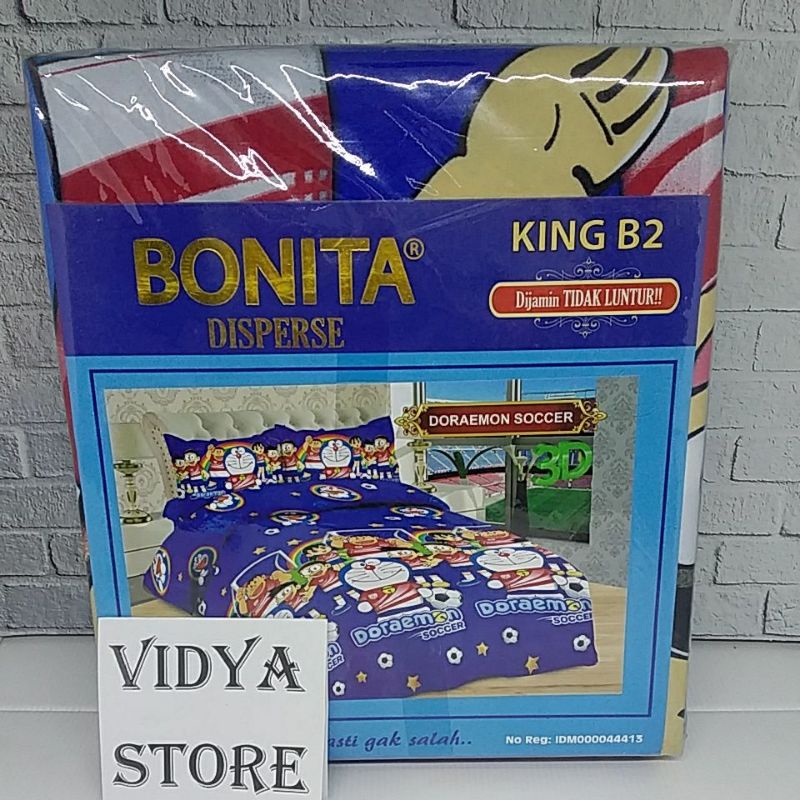 BONITA®
DISPERSE
KING B2
Dijamin TIDAK LUNTUR!!
DORAEMON SOCCER
3D
Doraemon
SOCCER
Doraemon
SOCCER
asti gak salah..
No Reg: IDM000044413
VIDYA
STORE